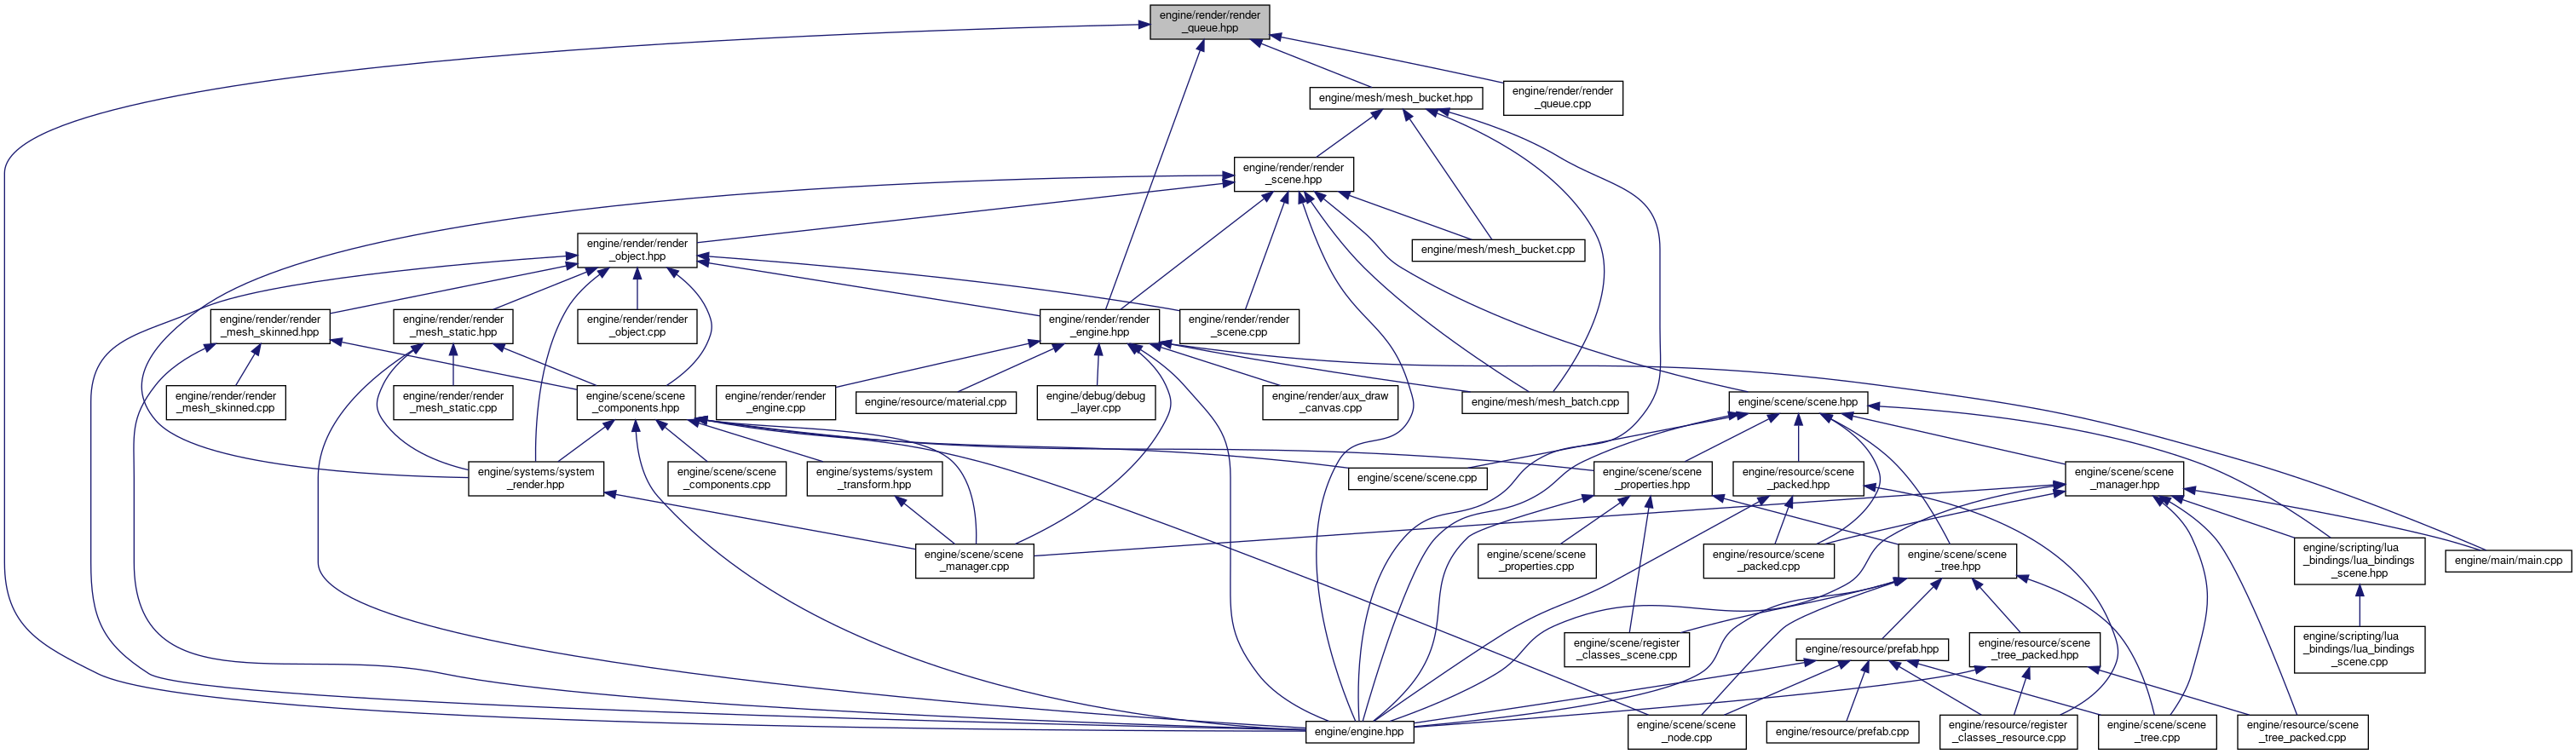 engine/render/render
_queue.hpp
engine/mesh/mesh_bucket.hpp
engine/render/render
_queue.cpp
engine/render/render
_scene.hpp
engine/render/render
_object.hpp
engine/mesh/mesh_bucket.cpp
engine/render/render
_mesh_skinned.hpp
engine/render/render
_mesh_static.hpp
engine/render/render
_object.cpp
engine/render/render
_engine.hpp
engine/render/render
_scene.cpp
engine/render/render
_mesh_skinned.cpp
engine/render/render
_mesh_static.cpp
engine/scene/scene
_components.hpp
engine/render/render
_engine.cpp
engine/resource/material.cpp
engine/debug/debug
_layer.cpp
engine/render/aux_draw
_canvas.cpp
engine/mesh/mesh_batch.cpp
engine/scene/scene.hpp
engine/systems/system
_render.hpp
engine/scene/scene
_components.cpp
engine/systems/system
_transform.hpp
engine/scene/scene.cpp
engine/scene/scene
_properties.hpp
engine/resource/scene
_packed.hpp
engine/scene/scene
_manager.hpp
engine/scene/scene
_manager.cpp
engine/scene/scene
_properties.cpp
engine/resource/scene
_packed.cpp
engine/scene/scene
_tree.hpp
engine/scripting/lua
_bindings/lua_bindings
_scene.hpp
engine/main/main.cpp
engine/scene/register
_classes_scene.cpp
engine/resource/prefab.hpp
engine/resource/scene
_tree_packed.hpp
engine/scripting/lua
_bindings/lua_bindings
_scene.cpp
engine/engine.hpp
engine/scene/scene
_node.cpp
engine/resource/prefab.cpp
engine/resource/register
_classes_resource.cpp
engine/scene/scene
_tree.cpp
engine/resource/scene
_tree_packed.cpp